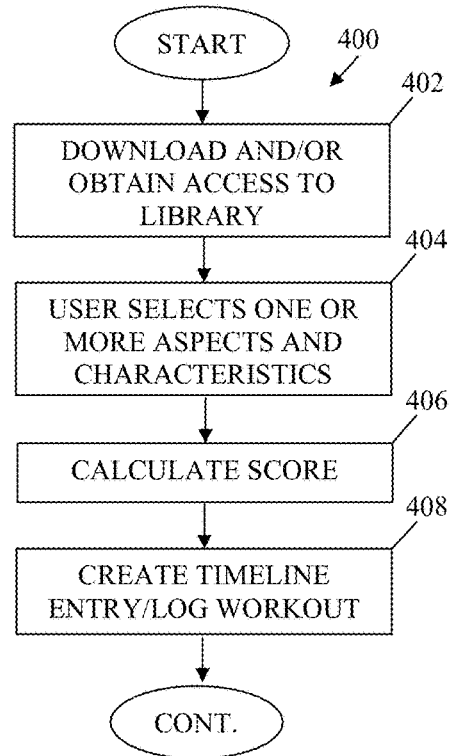 START
400
402
DOWNLOAD AND/OR
OBTAIN ACCESS TO
LIBRARY
404
USER SELECTS ONE OR
MORE ASPECTS AND
CHARACTERISTICS
406
CALCULATE SCORE
408
CREATE TIMELINE
ENTRY/LOG WORKOUT
CONT.